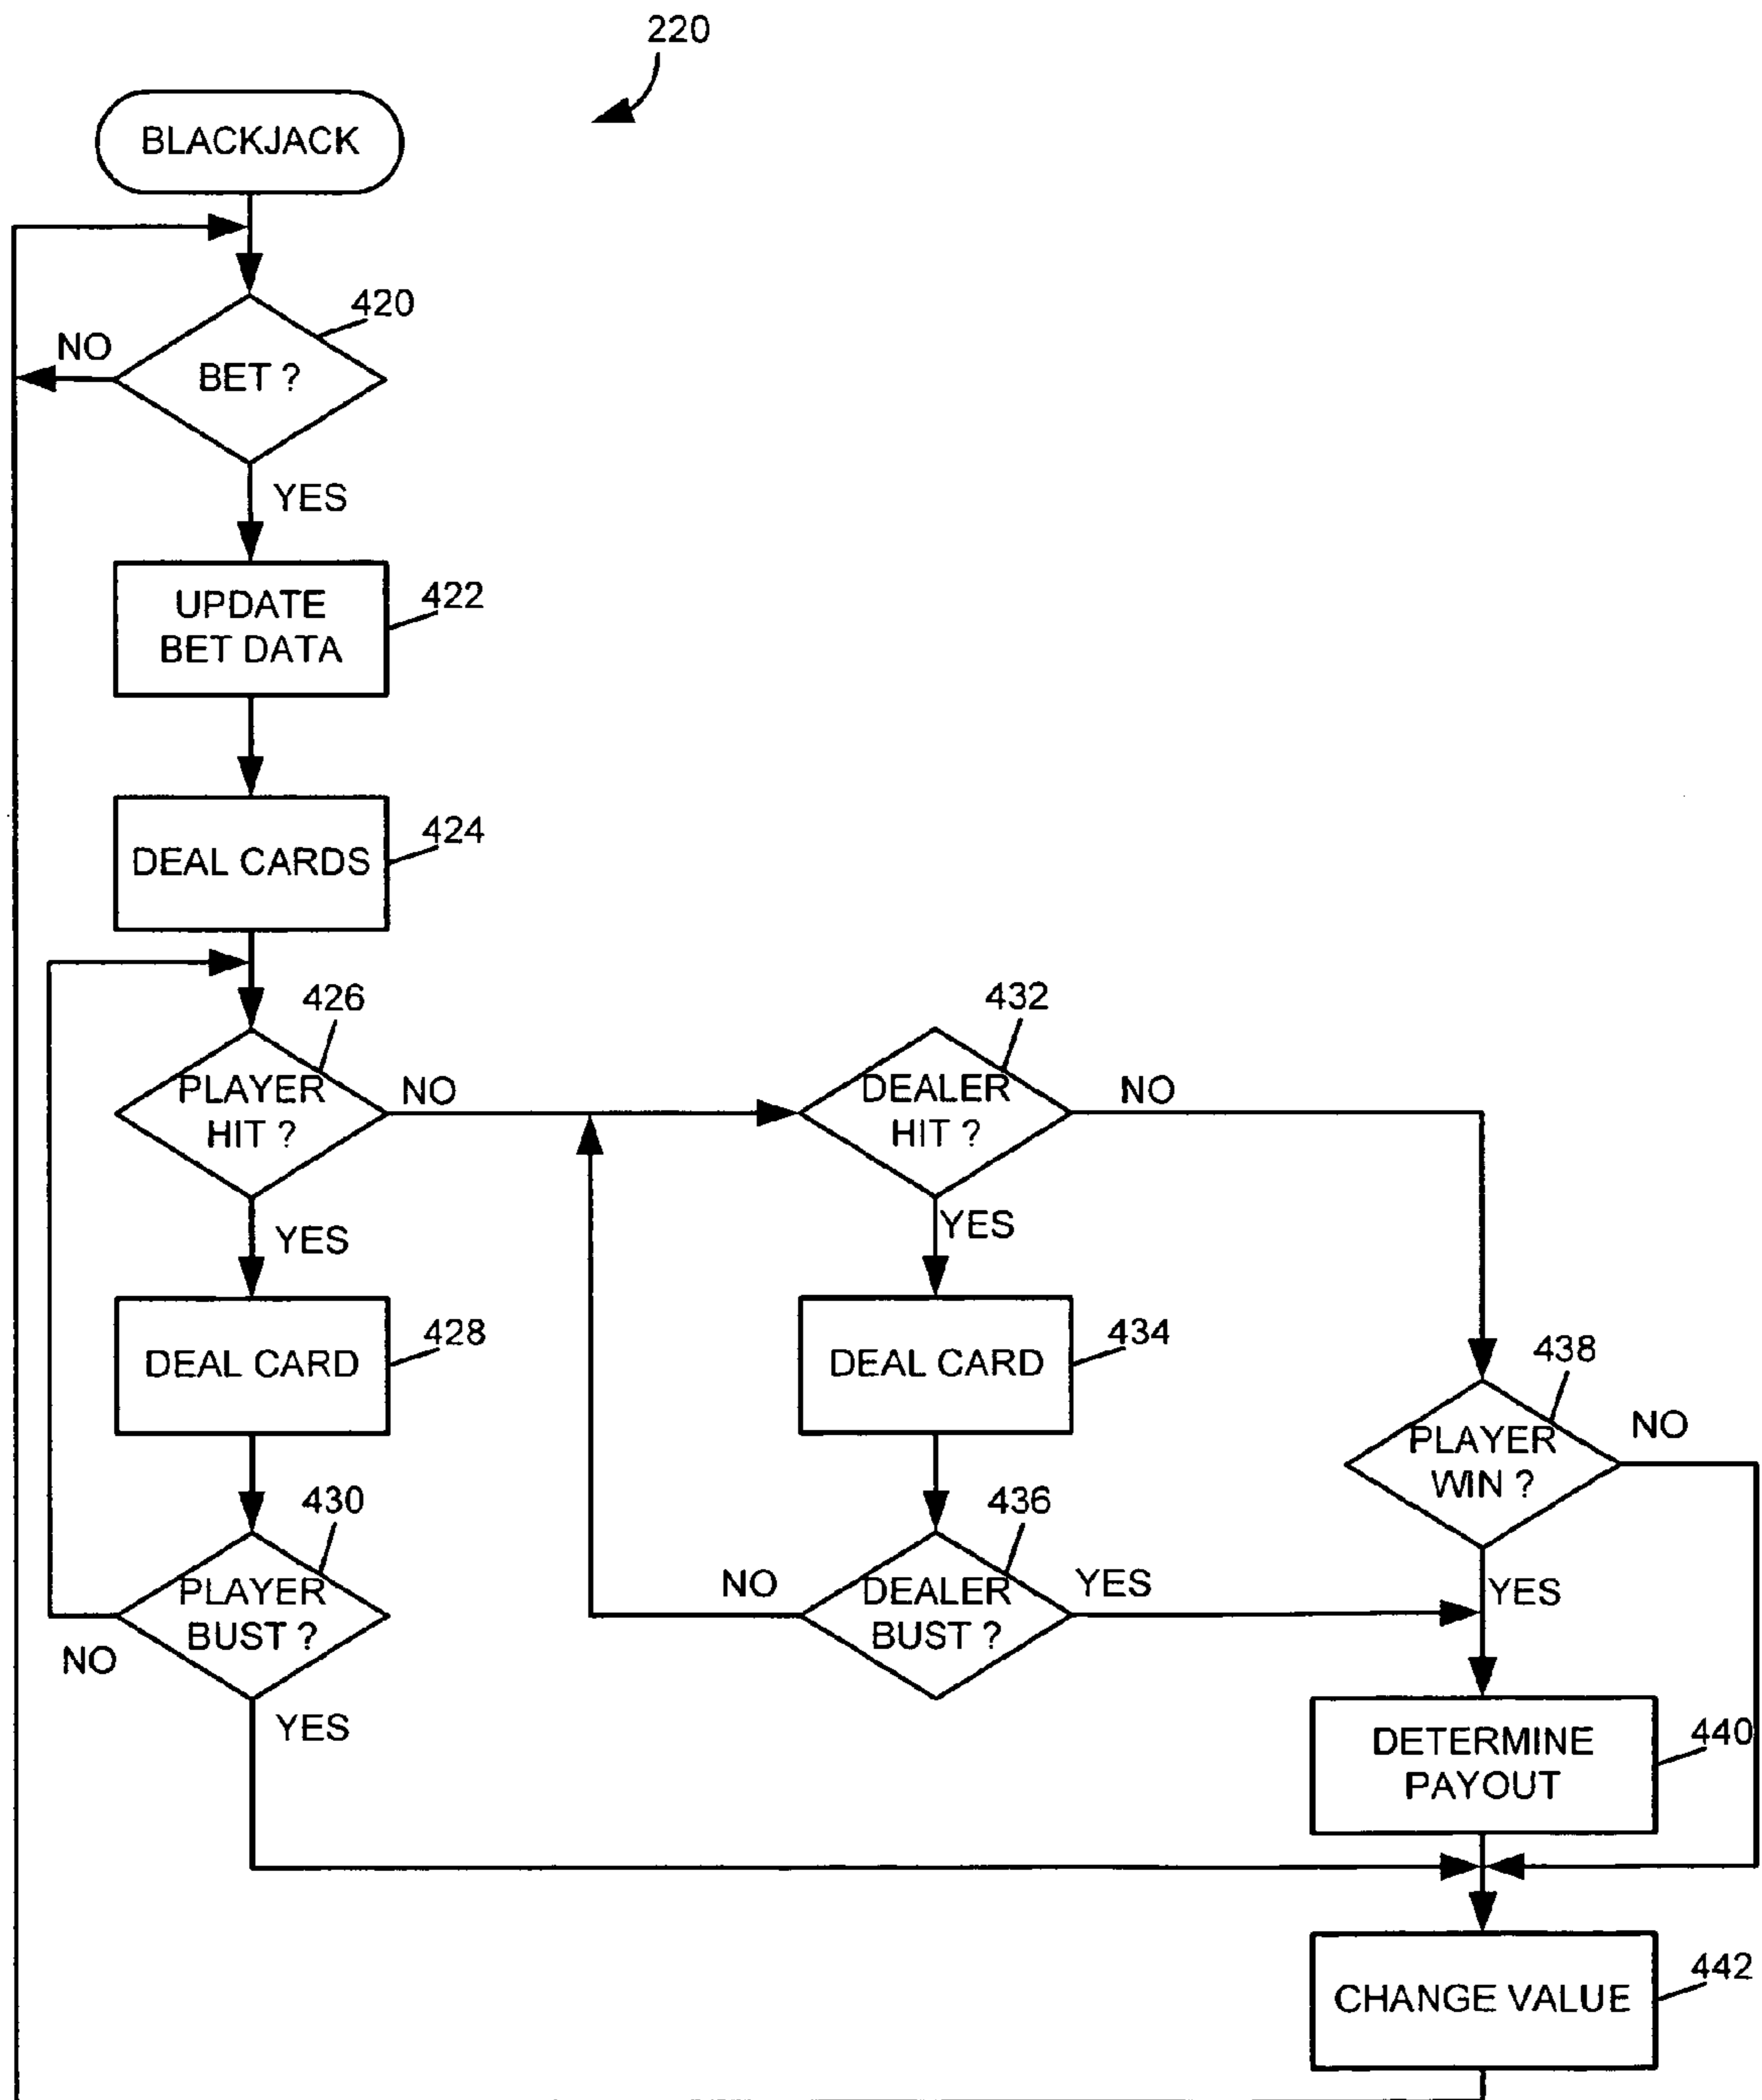 220
BLACKJACK
420
NO
BET ?
YES
UPDATE
BET DATA
422
DEAL CARDS
424
426
PLAYER
HIT ?
NO
YES
DEAL CARD
428
430
PLAYER
BUST ?
NO
YES
432
DEALER
HIT ?
NO
YES
DEAL CARD
434
436
NO
DEALER
BUST ?
YES
438
PLAYER
WIN ?
NO
YES
DETERMINE
PAYOUT
440
CHANGE VALUE
442